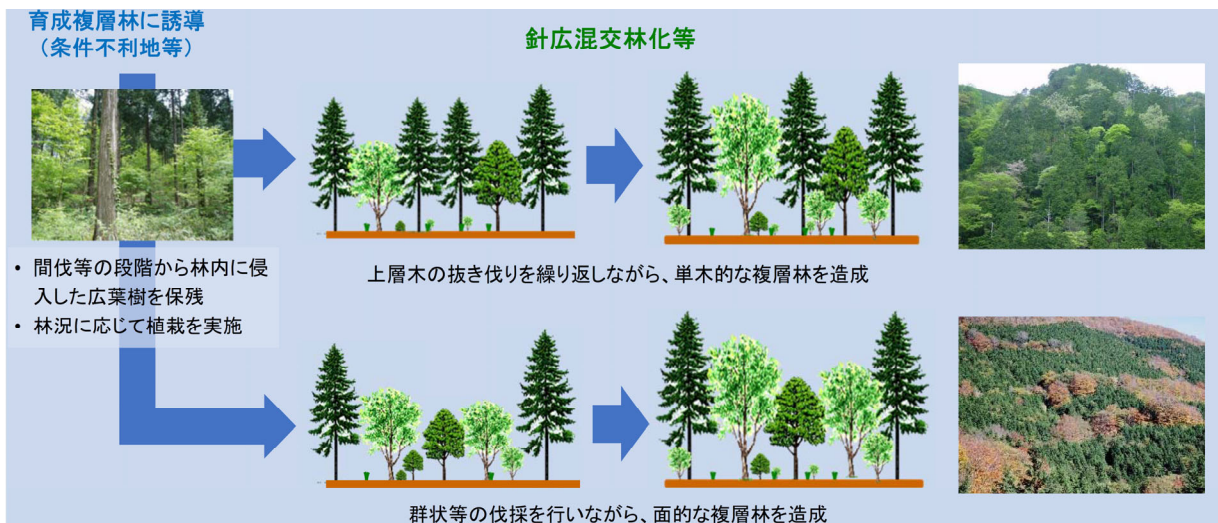 育成複層林に誘導
（条件不利地等）
針広混交林化等
• 間伐等の段階から林内に侵
入した広葉樹を保残
• 林況に応じて植栽を実施
上層木の抜き伐りを繰り返しながら、単木的な複層林を造成
群状等の伐採を行いながら、面的な複層林を造成